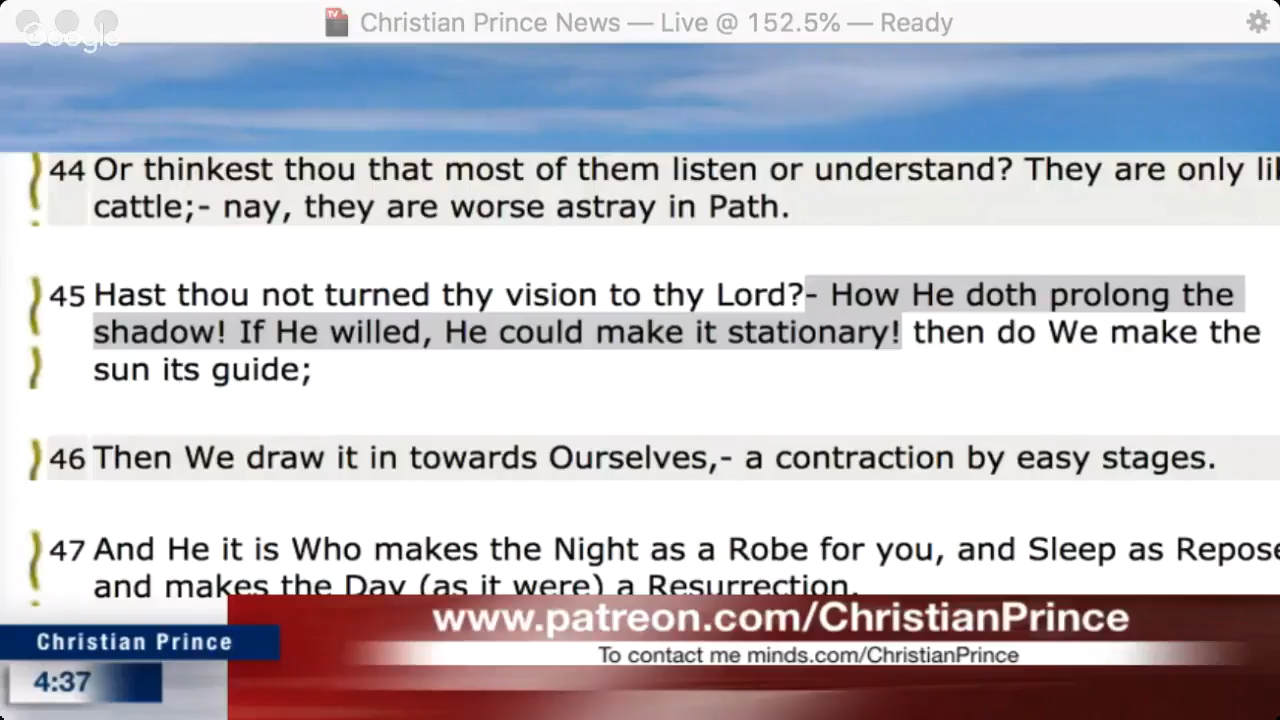 Christian Prince News — Live @ 152.5% — Ready
Google
44 Or thinkest thou that most of them listen or understand? They are only li
cattle;- nay, they are worse astray in Path.
45 Hast thou not turned thy vision to thy Lord?- How He doth prolong the
shadow! If He willed, He could make it stationary! then do We make the
sun its guide;
46 Then We draw it in towards Ourselves,- a contraction by easy stages.
47 And He it is Who makes the Night as a Robe for you, and Sleep as Repose
and makes the Day (as it were) a Resurrection.
www.patreon.com/ChristianPrince
Christian Prince
To contact me minds.com/ChristianPrince
4:37